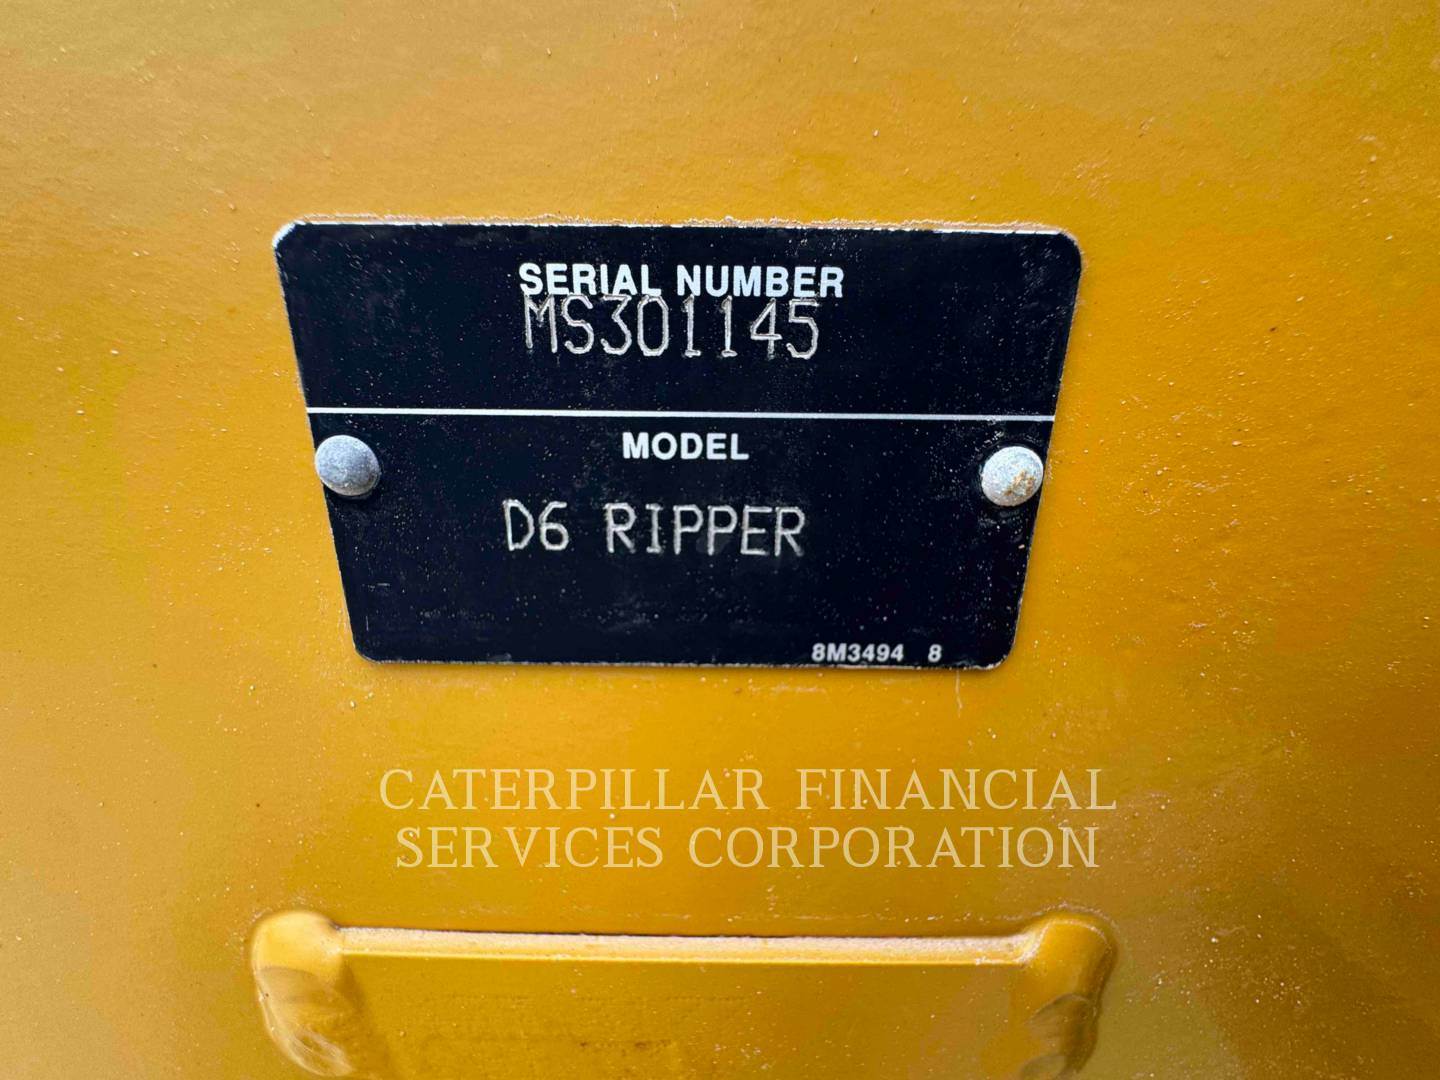 SERIAL NUMBER
MS301145
MODEL
D6 RIPPER
8M3494 8
CATERPILLAR FINANCIAL
SERVICES CORPORATION